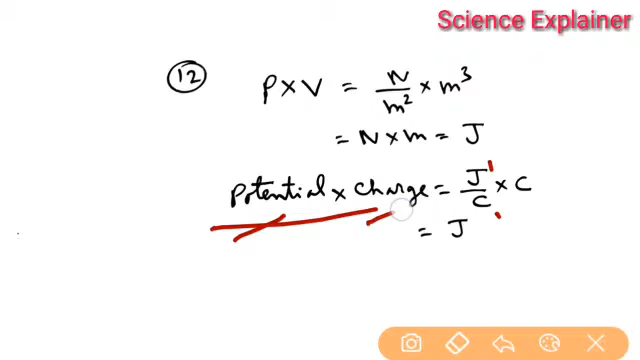 Science Explainer
12
P×V = N/m² × m³
= N×m = J
Potential × Charge = J/C × C
= J